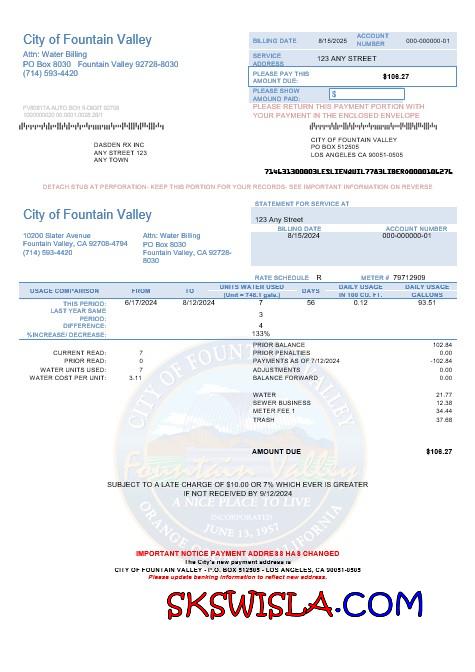 City of Fountain Valley
Attn: Water Billing
PO Box 8030 Fountain Valley 92728-8030
(714) 593-4420
BILLING DATE 8/15/2025 ACCOUNT NUMBER 000-000000-01
SERVICE ADDRESS 123 ANY STREET
PLEASE PAY THIS AMOUNT DUE: $106.27
PLEASE SHOW AMOUNT PAID: $
PLEASE RETURN THIS PAYMENT PORTION WITH
YOUR PAYMENT IN THE ENCLOSED ENVELOPE
DASDEN RX INC
ANY STREET 123
ANY TOWN
CITY OF FOUNTAIN VALLEY
PO BOX 512505
LOS ANGELES CA 90051-0505
DETACH STUB AT PERFORATION- KEEP THIS PORTION FOR YOUR RECORDS- SEE IMPORTANT INFORMATION ON REVERSE
City of Fountain Valley
10200 Slater Avenue
Fountain Valley, CA 92708-4794
(714) 593-4420
Attn: Water Billing
PO Box 8030
Fountain Valley, CA 92728-
8030
STATEMENT FOR SERVICE AT
123 Any Street
BILLING DATE ACCOUNT NUMBER
8/15/2024 000-000000-01
RATE SCHEDULE R METER # 79712909
USAGE COMPARISON FROM TO UNITS WATER USED (Unit = 748.1 gals.) DAYS DAILY USAGE IN 100 CU. FT. DAILY USAGE GALLONS
THIS PERIOD: 6/17/2024 8/12/2024 7 56 0.12 93.51
LAST YEAR SAME PERIOD: 3
DIFFERENCE: 4
%INCREASE/ DECREASE: 133%
CURRENT READ: 7
PRIOR READ: 0
WATER UNITS USED: 7
WATER COST PER UNIT: 3.11
PRIOR BALANCE 102.84
PRIOR PENALTIES 0.00
PAYMENTS AS OF 7/12/2024 -102.84
ADJUSTMENTS 0.00
BALANCE FORWARD 0.00
WATER 21.77
SEWER BUSINESS 12.38
METER FEE 1 34.44
TRASH 37.68
AMOUNT DUE $106.27
CITY OF FOUNTAIN VALLEY
Fountain Valley
A NICE PLACE TO LIVE
INCORPORATED
JUNE 13, 1957
ORANGE COUNTY CALIFORNIA
SUBJECT TO A LATE CHARGE OF $10.00 OR 7% WHICH EVER IS GREATER
IF NOT RECEIVED BY 9/12/2024
IMPORTANT NOTICE PAYMENT ADDRESS HAS CHANGED
The City's new payment address is
CITY OF FOUNTAIN VALLEY - P.O. BOX 512505 - LOS ANGELES, CA 90051-0505
Please update banking information to reflect new address.
SKSWISLA.COM